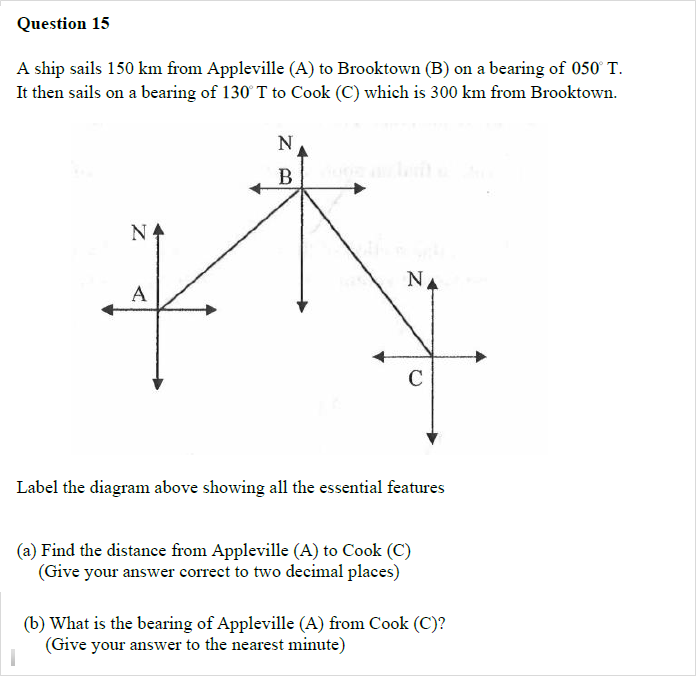 Question 15
A ship sails 150 km from Appleville (A) to Brooktown (B) on a bearing of 050° T.
It then sails on a bearing of 130° T to Cook (C) which is 300 km from Brooktown.
N
B
N
A
N
C
Label the diagram above showing all the essential features
(a) Find the distance from Appleville (A) to Cook (C)
(Give your answer correct to two decimal places)
(b) What is the bearing of Appleville (A) from Cook (C)?
(Give your answer to the nearest minute)